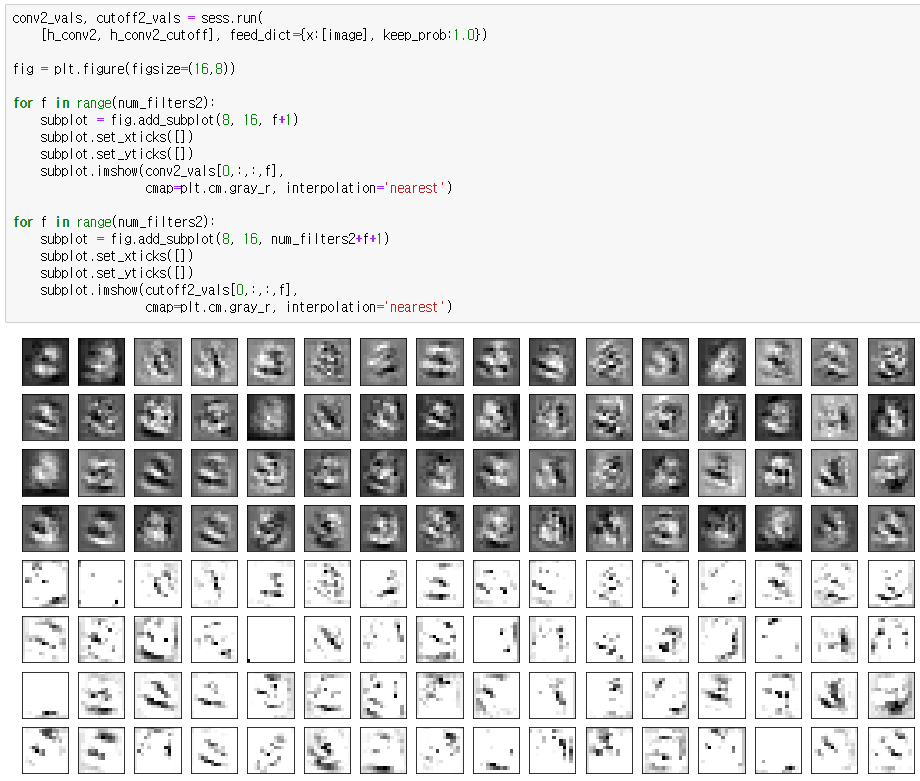 conv2_vals, cutoff2_vals = sess.run(
    [h_conv2, h_conv2_cutoff], feed_dict={x:[image], keep_prob:1.0})

fig = plt.figure(figsize=(16,8))

for f in range(num_filters2):
    subplot = fig.add_subplot(8, 16, f+1)
    subplot.set_xticks([])
    subplot.set_yticks([])
    subplot.imshow(conv2_vals[0,:,:,f],
                   cmap=plt.cm.gray_r, interpolation='nearest')

for f in range(num_filters2):
    subplot = fig.add_subplot(8, 16, num_filters2+f+1)
    subplot.set_xticks([])
    subplot.set_yticks([])
    subplot.imshow(cutoff2_vals[0,:,:,f],
                   cmap=plt.cm.gray_r, interpolation='nearest')